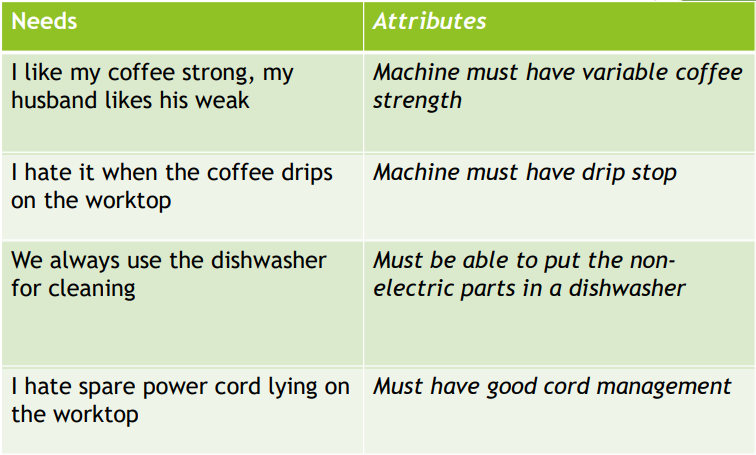 Needs
Attributes
I like my coffee strong, my
husband likes his weak
Machine must have variable coffee
strength
I hate it when the coffee drips
on the worktop
Machine must have drip stop
We always use the dishwasher
for cleaning
Must be able to put the non-
electric parts in a dishwasher
I hate spare power cord lying on
the worktop
Must have good cord management